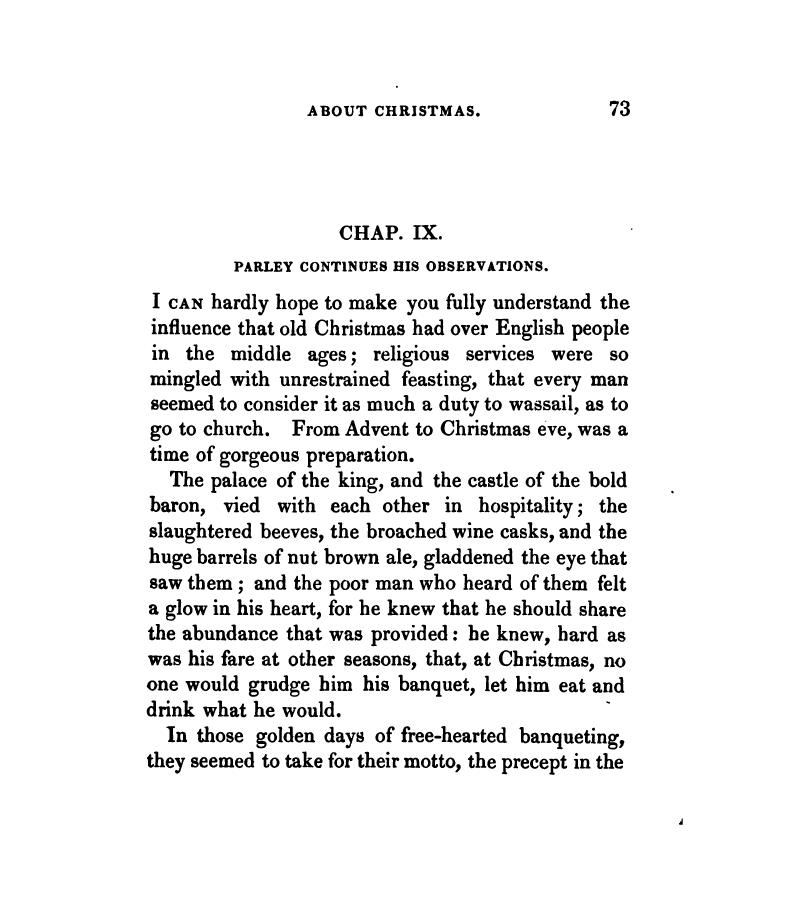 ABOUT CHRISTMAS. 73
CHAP. IX.
PARLEY CONTINUES HIS OBSERVATIONS.
I CAN hardly hope to make you fully understand the
influence that old Christmas had over English people
in the middle ages; religious services were so
mingled with unrestrained feasting, that every man
seemed to consider it as much a duty to wassail, as to
go to church. From Advent to Christmas eve, was a
time of gorgeous preparation.
The palace of the king, and the castle of the bold
baron, vied with each other in hospitality; the
slaughtered beeves, the broached wine casks, and the
huge barrels of nut brown ale, gladdened the eye that
saw them; and the poor man who heard of them felt
a glow in his heart, for he knew that he should share
the abundance that was provided: he knew, hard as
was his fare at other seasons, that, at Christmas, no
one would grudge him his banquet, let him eat and
drink what he would.
In those golden days of free-hearted banqueting,
they seemed to take for their motto, the precept in the